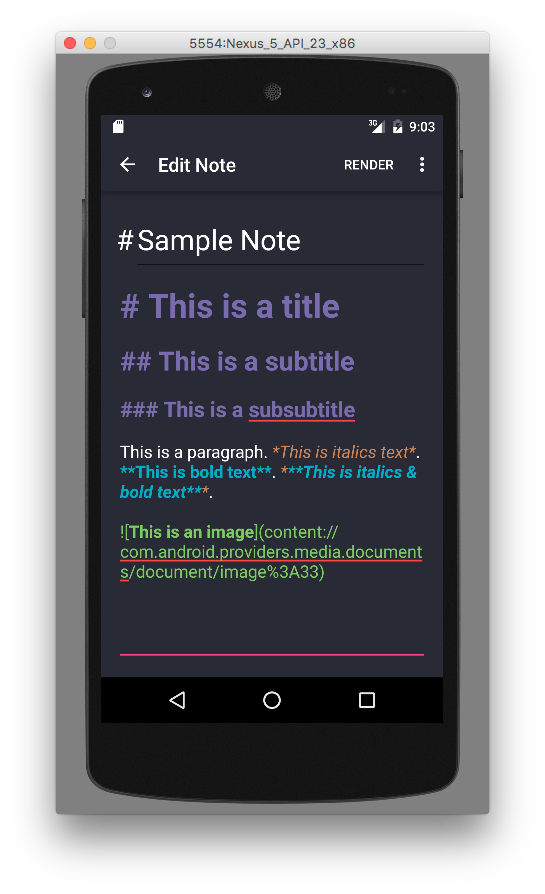 5554:Nexus_5_API_23_x86
3G 9:03
Edit Note RENDER
# Sample Note
# This is a title
## This is a subtitle
### This is a subsubtitle
This is a paragraph. *This is italics text*.
**This is bold text**. ***This is italics &
bold text***.
![This is an image](content://
com.android.providers.media.document
s/document/image%3A33)